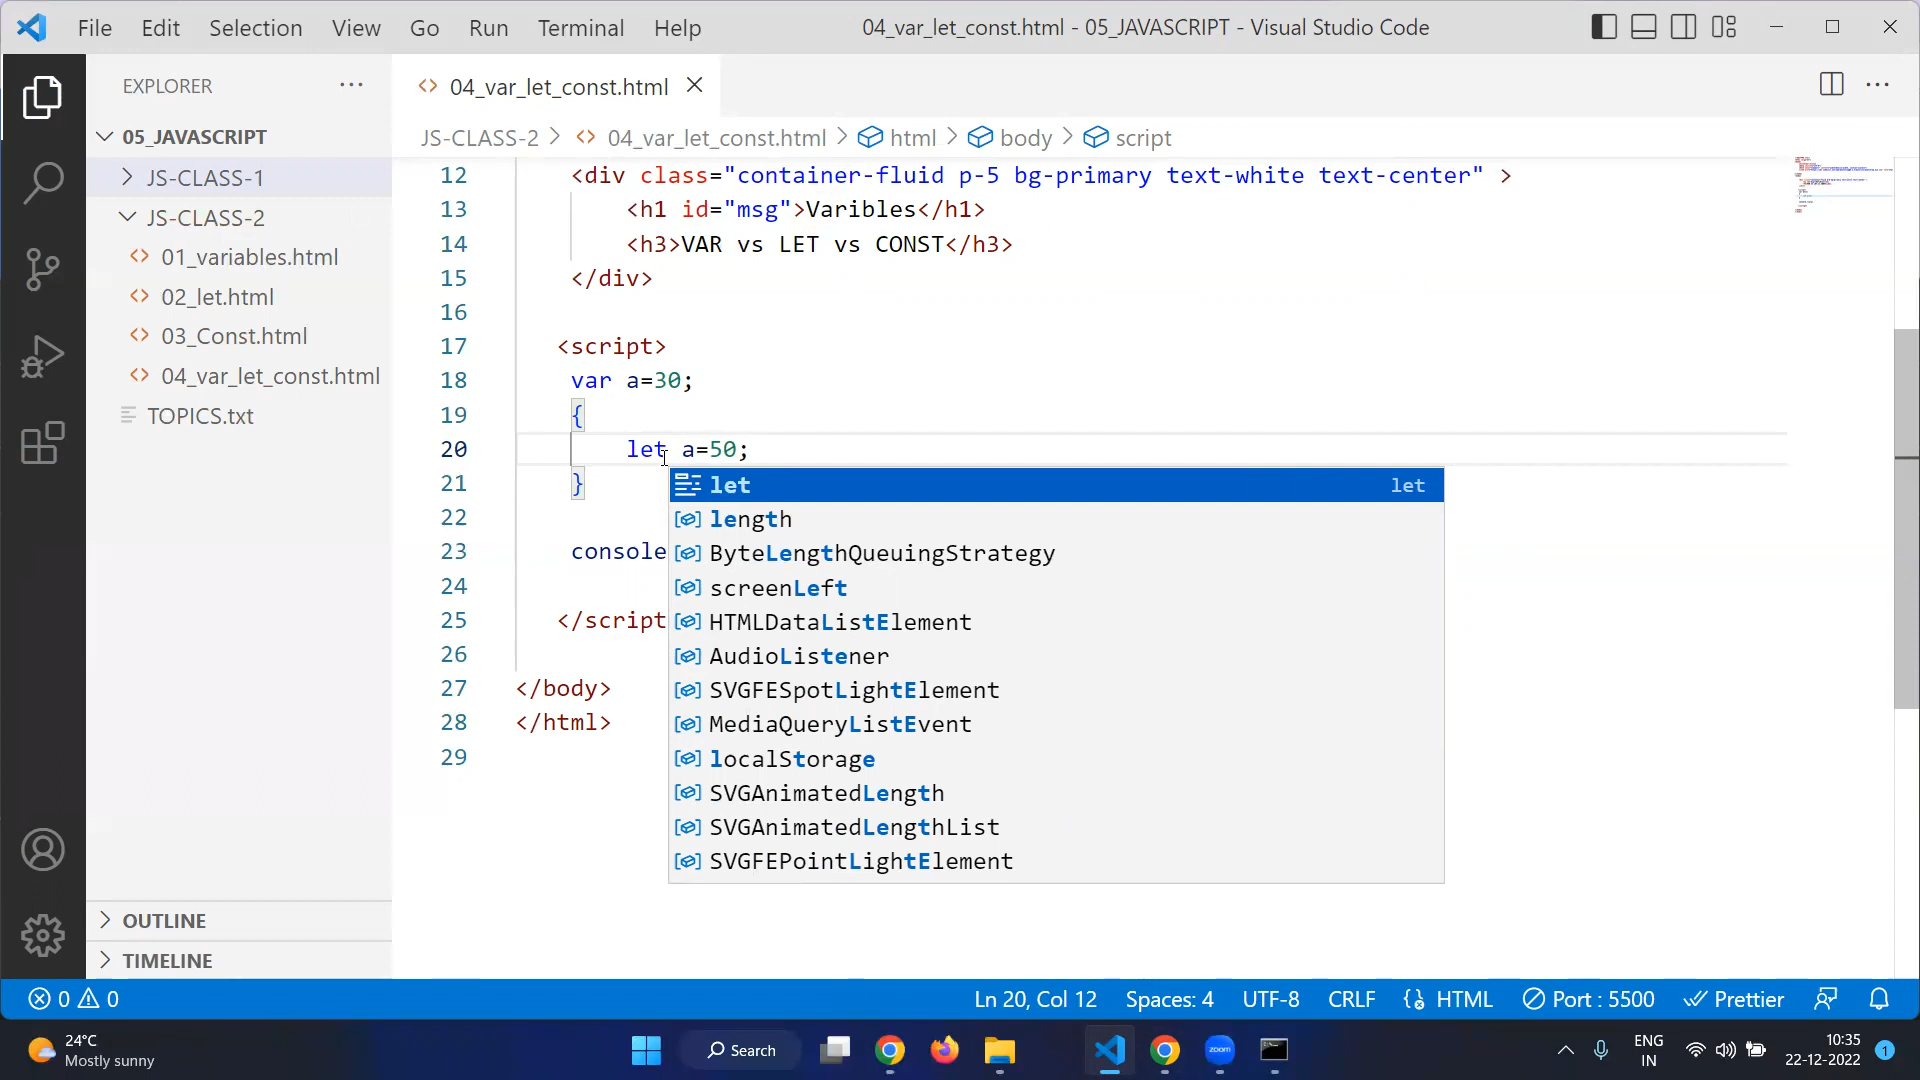 File Edit Selection View Go Run Terminal Help
04_var_let_const.html - 05_JAVASCRIPT - Visual Studio Code
EXPLORER
05_JAVASCRIPT
JS-CLASS-1
JS-CLASS-2
01_variables.html
02_let.html
03_Const.html
04_var_let_const.html
TOPICS.txt
OUTLINE
TIMELINE
04_var_let_const.html
JS-CLASS-2 > 04_var_let_const.html > html > body > script
12 <div class="container-fluid p-5 bg-primary text-white text-center" >
13 <h1 id="msg">Varibles</h1>
14 <h3>VAR vs LET vs CONST</h3>
15 </div>
16
17 <script>
18 var a=30;
19 {
20 let a=50;
21 }
22
23 console
24
25 </script
26
27 </body>
28 </html>
29
let let
length
ByteLengthQueuingStrategy
screenLeft
HTMLDataListElement
AudioListener
SVGFESpotLightElement
MediaQueryListEvent
localStorage
SVGAnimatedLength
SVGAnimatedLengthList
SVGFEPointLightElement
0 0 Ln 20, Col 12 Spaces: 4 UTF-8 CRLF HTML Port : 5500 Prettier
24°C
Mostly sunny
Search
zoom
ENG
IN
10:35
22-12-2022
1